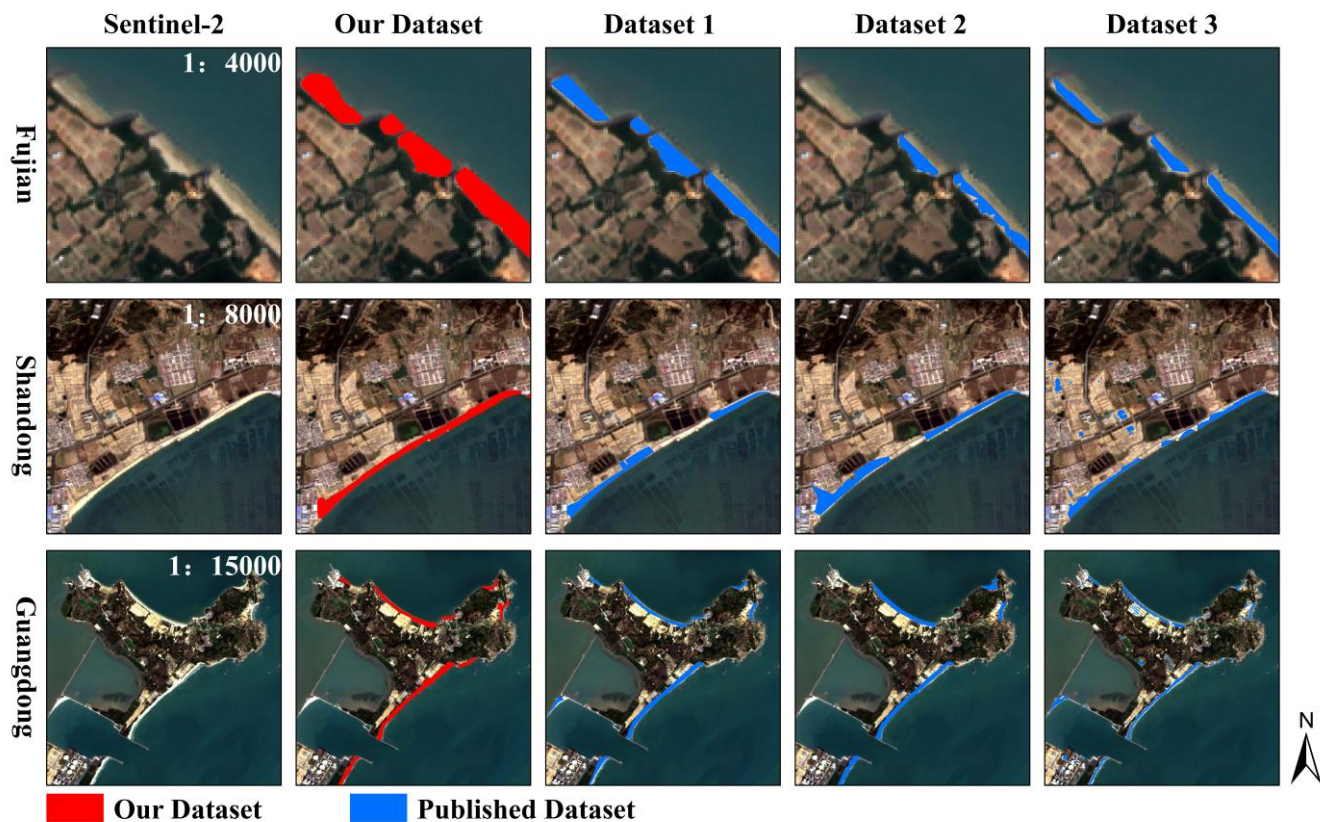 Sentinel-2 Our Dataset Dataset 1 Dataset 2 Dataset 3
1： 4000
Fujian
1： 8000
Shandong
1： 15000
Guangdong
N
Our Dataset Published Dataset